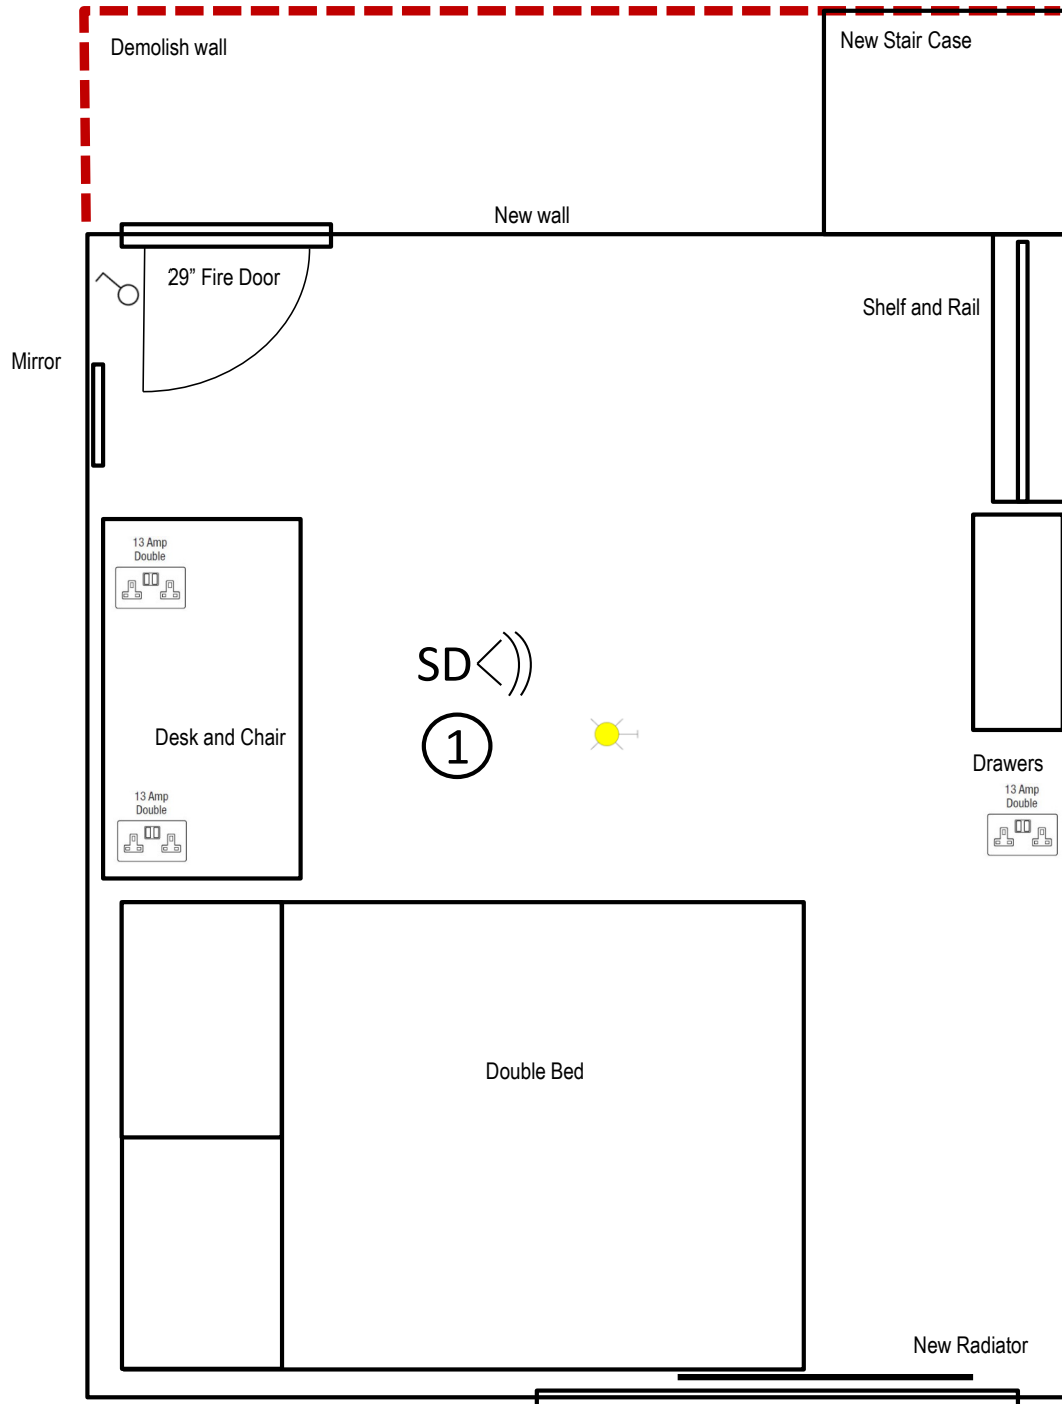 Demolish wall
New Stair Case
New wall
29” Fire Door
Shelf and Rail
Mirror
13 Amp
Double
SD
1
Desk and Chair
Drawers
13 Amp
Double
13 Amp
Double
Double Bed
New Radiator